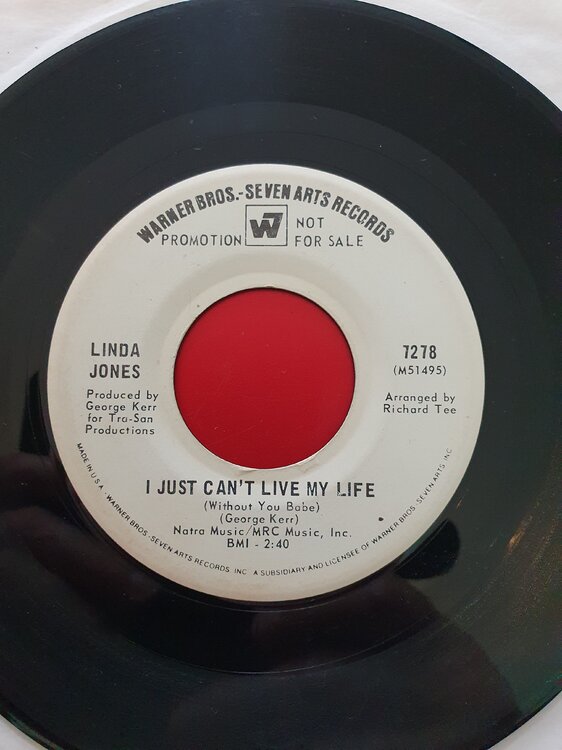 WARNER BROS.-SEVEN ARTS RECORDS
PROMOTION W7 NOT
FOR SALE
LINDA
JONES
Produced by
George Kerr
for Tra-San
Productions
7278
(M51495)
Arranged by
Richard Tee
I JUST CAN'T LIVE MY LIFE
(Without You Babe)
(George Kerr)
Natra Music/MRC Music, Inc.
BMI - 2:40
MADE IN U.S.A. - WARNER BROS.-SEVEN ARTS RECORDS INC. A SUBSIDIARY AND LICENSEE OF WARNER BROS.-SEVEN ARTS INC